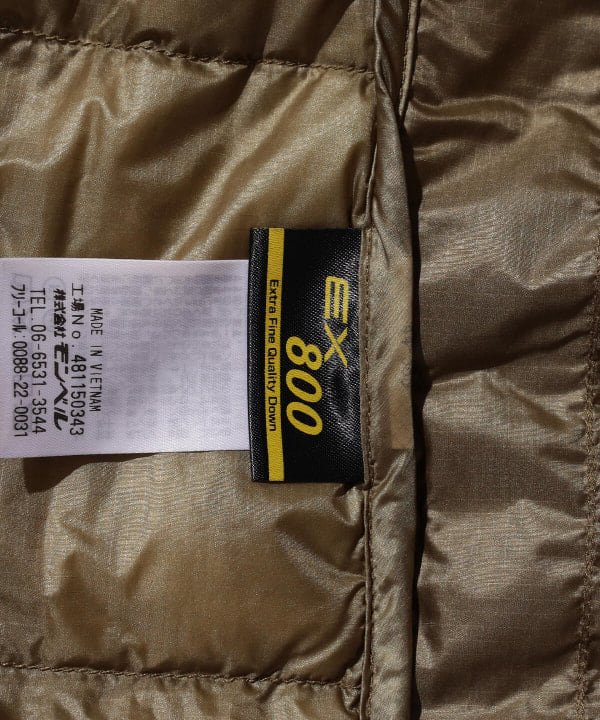 MADE IN VIETNAM
工場No: 481150343
株式会社 モンベル
TEL. 06-6531-3544
フリーコール: 0088-22-0031
EX
800
Extra Fine Quality Down